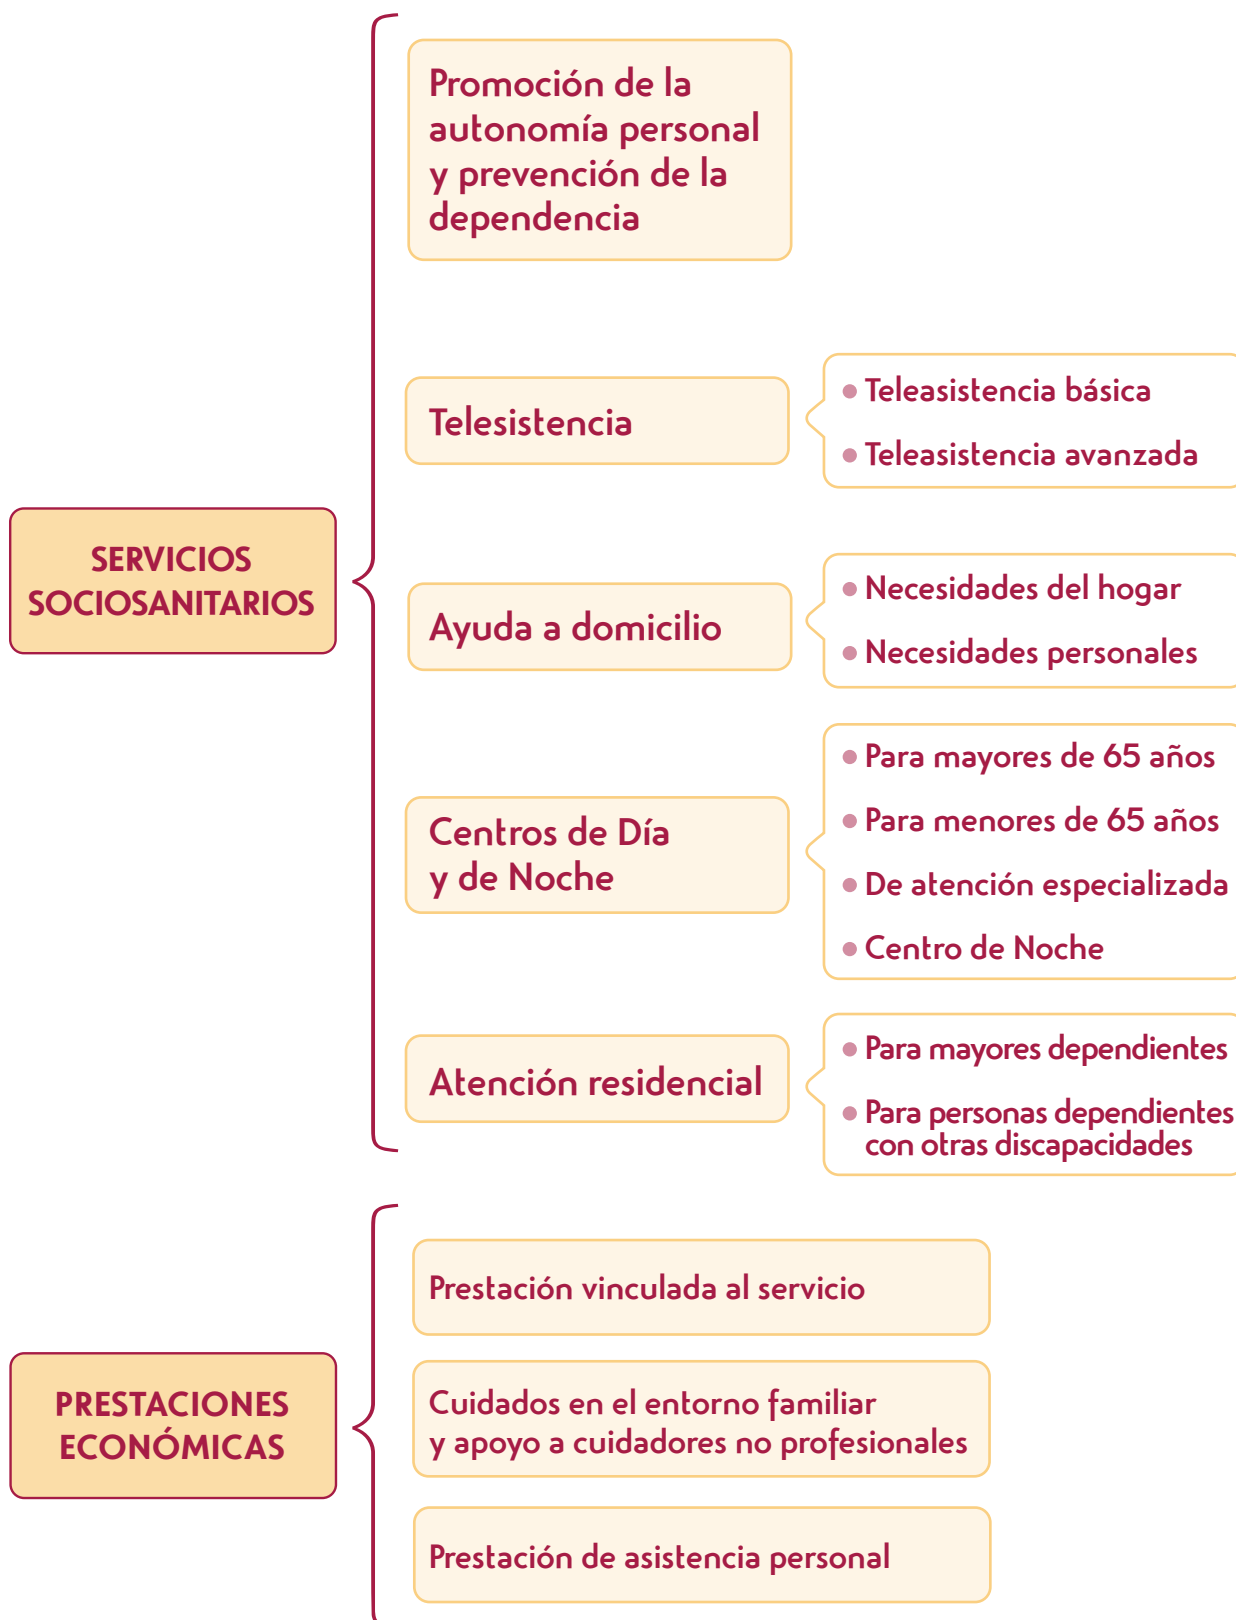 Promoción de la
autonomía personal
y prevención de la
dependencia
Telesistencia
• Teleasistencia básica
• Teleasistencia avanzada
SERVICIOS
SOCIOSANITARIOS
Ayuda a domicilio
• Necesidades del hogar
• Necesidades personales
Centros de Día
y de Noche
• Para mayores de 65 años
• Para menores de 65 años
• De atención especializada
• Centro de Noche
Atención residencial
• Para mayores dependientes
• Para personas dependientes
con otras discapacidades
PRESTACIONES
ECONÓMICAS
Prestación vinculada al servicio
Cuidados en el entorno familiar
y apoyo a cuidadores no profesionales
Prestación de asistencia personal